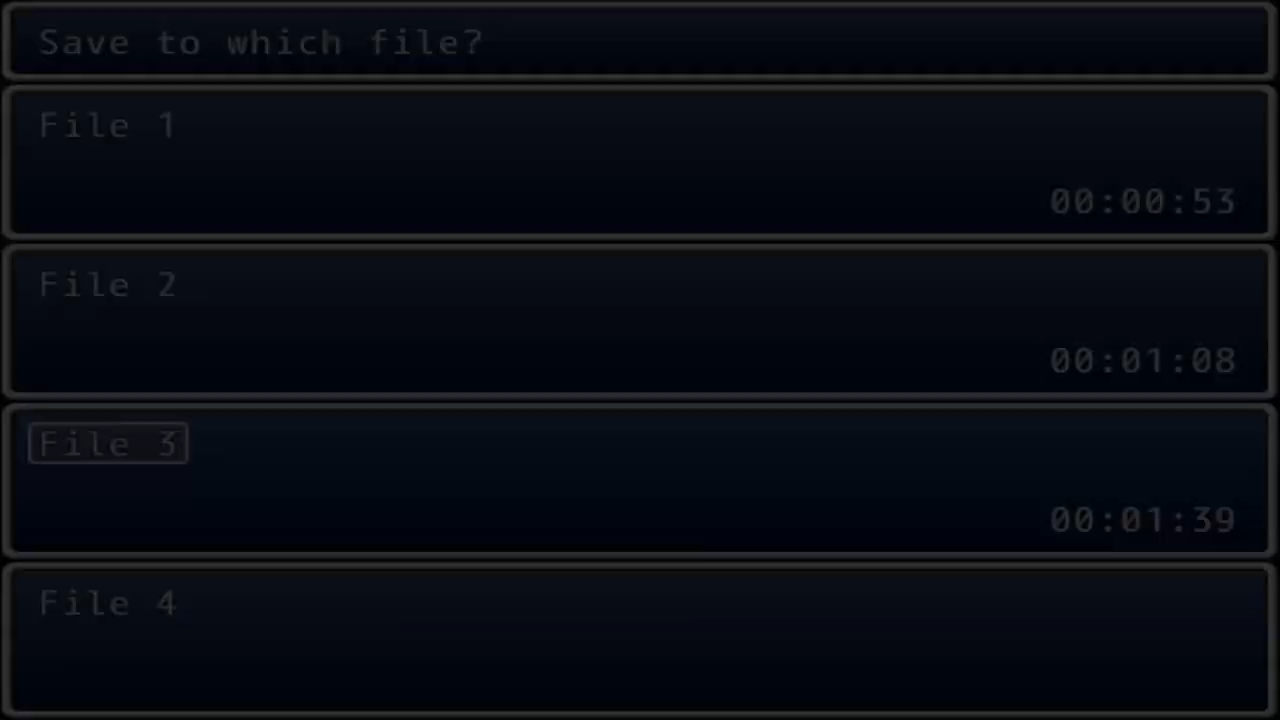 Save to which file?
File 1
00:00:53
File 2
00:01:08
File 3
00:01:39
File 4